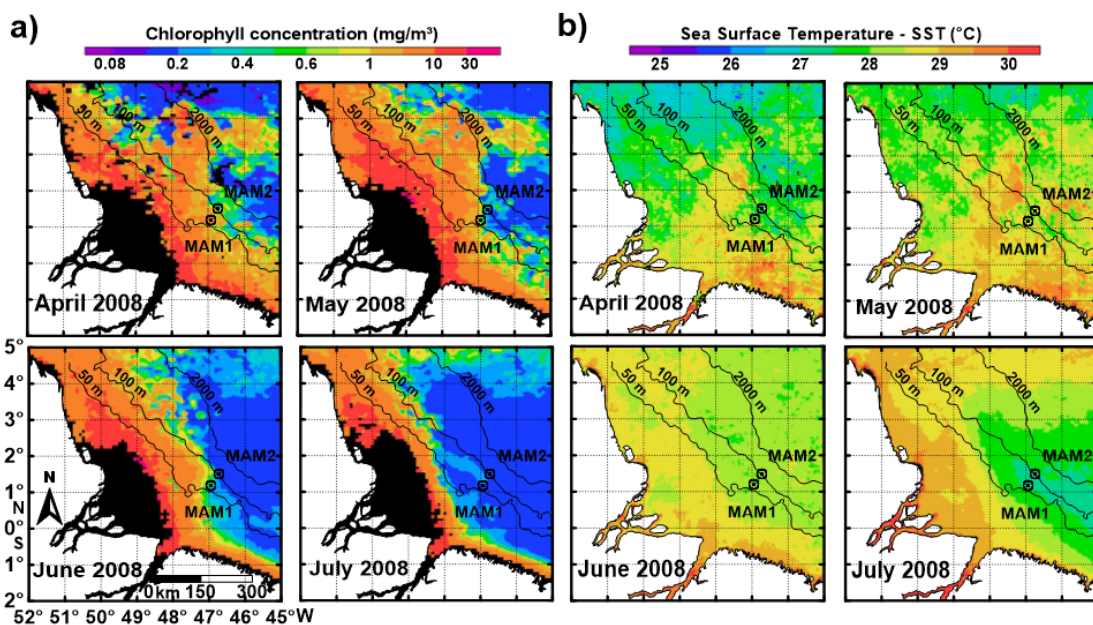 a)
Chlorophyll concentration (mg/m³)
0.08 0.2 0.4 0.6 1 10 30
b)
Sea Surface Temperature - SST (°C)
25 26 27 28 29 30
50 m
100 m
2000 m
MAM2
MAM1
April 2008
50 m
100 m
2000 m
MAM2
MAM1
May 2008
50 m
100 m
2000 m
MAM2
MAM1
April 2008
50 m
100 m
2000 m
MAM2
MAM1
May 2008
5°
4°
3°
2°
1°
N
0°
S
1°
2°
50 m
100 m
2000 m
MAM2
MAM1
N
June 2008
0 km 150 300
52° 51° 50° 49° 48° 47° 46° 45° W
50 m
100 m
2000 m
MAM2
MAM1
July 2008
50 m
100 m
2000 m
MAM2
MAM1
June 2008
50 m
100 m
2000 m
MAM2
MAM1
July 2008